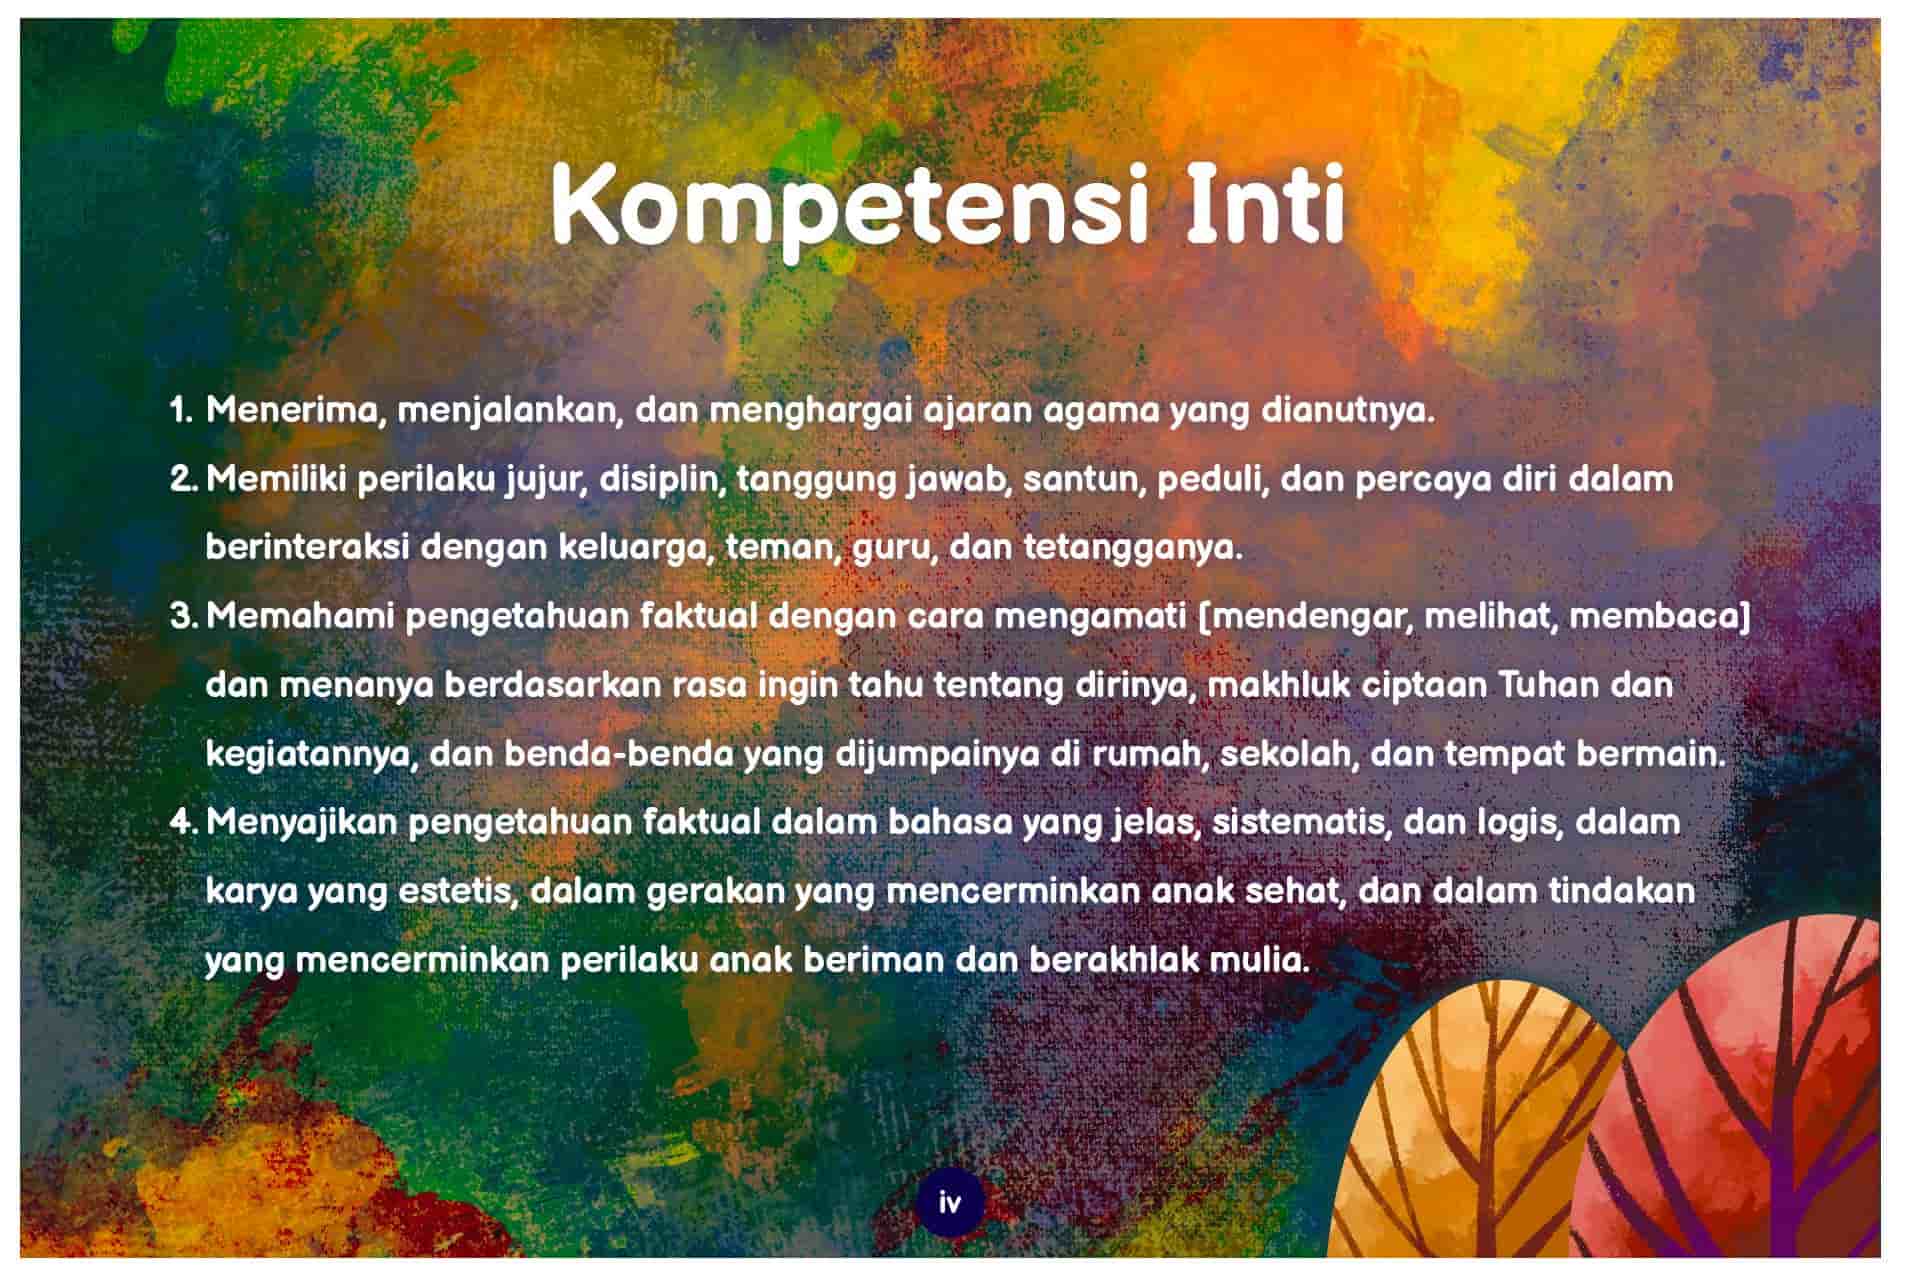 Kompetensi Inti
1. Menerima, menjalankan, dan menghargai ajaran agama yang dianutnya.
2. Memiliki perilaku jujur, disiplin, tanggung jawab, santun, peduli, dan percaya diri dalam
berinteraksi dengan keluarga, teman, guru, dan tetangganya.
3. Memahami pengetahuan faktual dengan cara mengamati [mendengar, melihat, membaca]
dan menanya berdasarkan rasa ingin tahu tentang dirinya, makhluk ciptaan Tuhan dan
kegiatannya, dan benda-benda yang dijumpainya di rumah, sekolah, dan tempat bermain.
4. Menyajikan pengetahuan faktual dalam bahasa yang jelas, sistematis, dan logis, dalam
karya yang estetis, dalam gerakan yang mencerminkan anak sehat, dan dalam tindakan
yang mencerminkan perilaku anak beriman dan berakhlak mulia.
iv